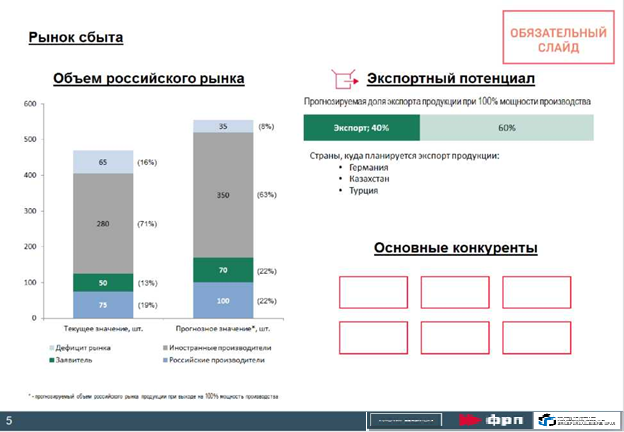 ОБЯЗАТЕЛЬНЫЙ
СЛАЙД
Рынок сбыта
Объем российского рынка
600
500
400
300
200
100
0
65
(16%)
280
(71%)
50
(13%)
75
(19%)
35
(8%)
350
(63%)
70
(22%)
100
(22%)
Текущее значение, шт.
Прогнозное значение*, шт.
Дефицит рынка
Иностранные производители
Заявитель
Российские производители
* - прогнозируемый объем российского рынка продукции при выходе на 100% мощность производства
Экспортный потенциал
Прогнозируемая доля экспорта продукции при 100% мощности производства
Экспорт; 40%
60%
Страны, куда планируется экспорт продукции:
• Германия
• Казахстан
• Турция
Основные конкуренты
5
фрп